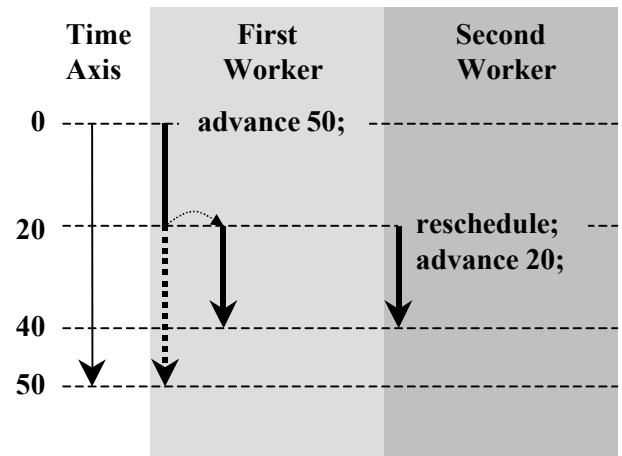 Time Axis
First Worker
Second Worker
0
advance 50;
20
reschedule;
advance 20;
40
50